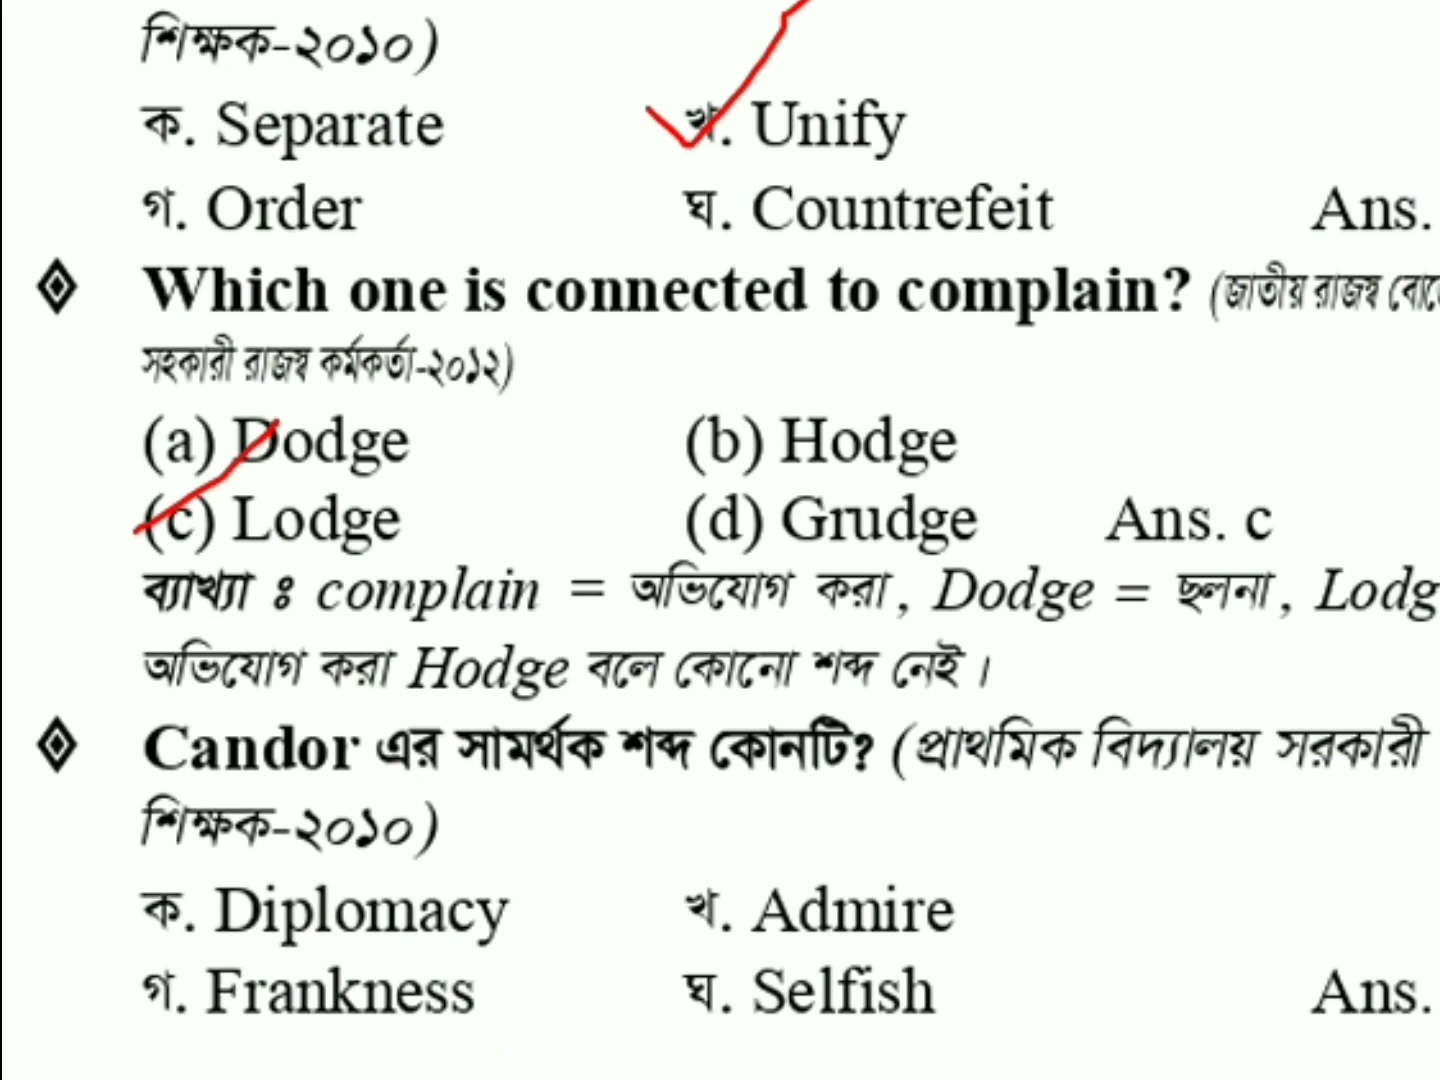 শিক্ষক-২০১০)
ক. Separate খ. Unify
গ. Order ঘ. Countrefeit Ans.
Which one is connected to complain? (জাতীয় রাজস্ব
সহকারী রাজস্ব কর্মকর্তা-২০১২)
(a) Dodge (b) Hodge
(c) Lodge (d) Grudge Ans. c
ব্যাখ্যা ঃ complain = অভিযোগ করা, Dodge = ছলনা, Lodg
অভিযোগ করা Hodge বলে কোনো শব্দ নেই।
Candor এর সামর্থক শব্দ কোনটি? (প্রাথমিক বিদ্যালয় সরকারী
শিক্ষক-২০১০)
ক. Diplomacy খ. Admire
গ. Frankness ঘ. Selfish Ans.